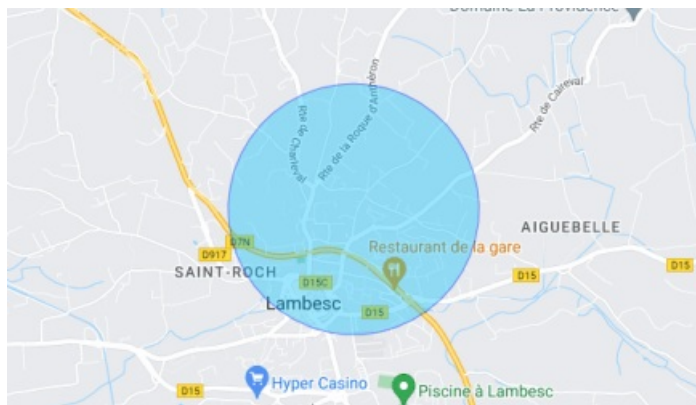 Domaine La Providence
Rte de Charleval
Rte de la Roque d'Anthéron
Rte de Caireval
AIGUEBELLE
D7N
D917
Restaurant de la gare
SAINT-ROCH
D15
D15
D15C
Lambesc
D15
Hyper Casino
D15
Piscine à Lambesc